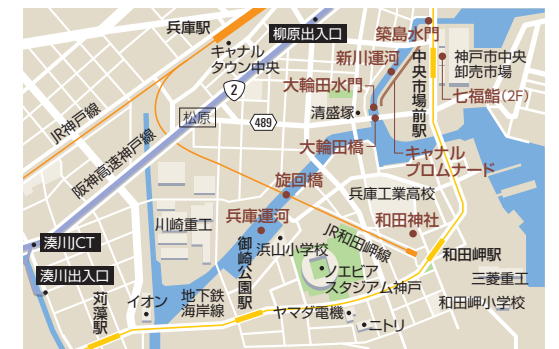 兵庫駅
柳原出入口
築島水門
キャナル
タウン中央
新川運河
神戸市中央
卸売市場
2
大輪田水門
中央市場前駅
七福鮨(2F)
JR神戸線
松原
489
清盛塚
阪神高速神戸線
大輪田橋
キャナル
プロムナード
旋回橋
兵庫工業高校
川崎重工
兵庫運河
和田神社
湊川JCT
御崎公園駅
浜山小学校
JR和田岬線
和田岬駅
湊川出入口
ノエビア
スタジアム神戸
三菱重工
苅藻駅
イオン
地下鉄
海岸線
ヤマダ電機
和田岬小学校
ニトリ